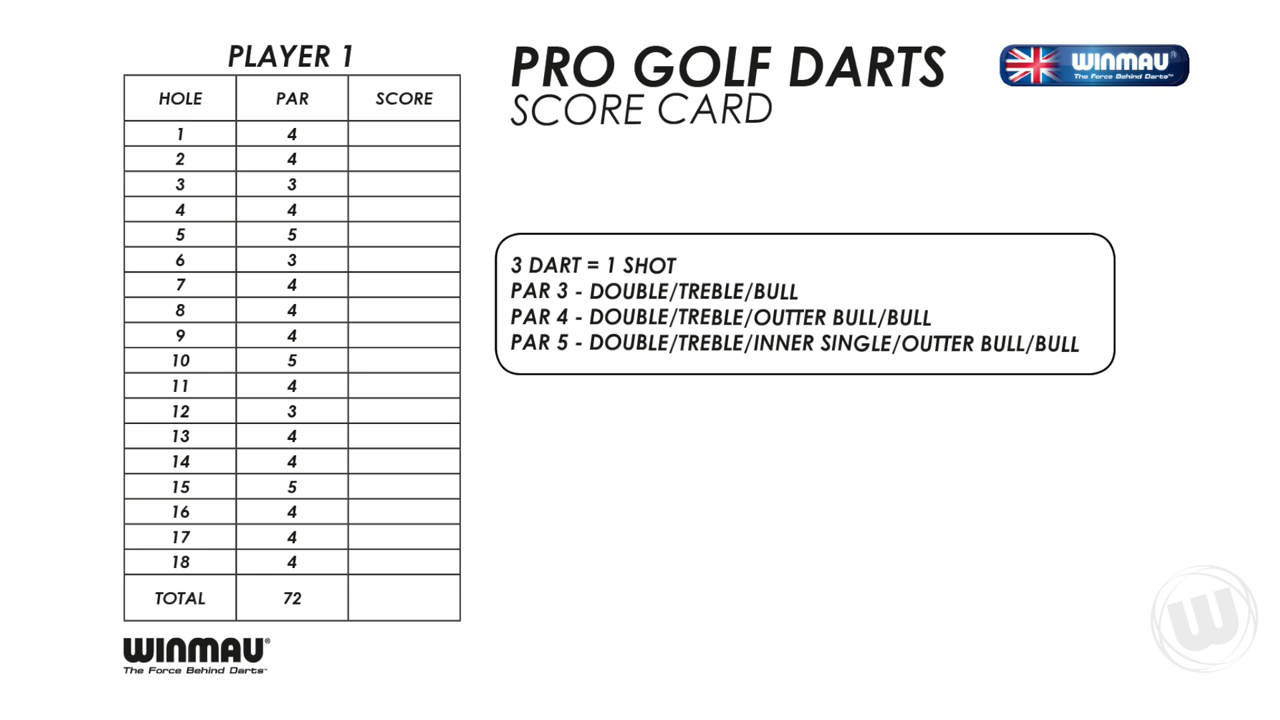 PLAYER 1
HOLE PAR SCORE
1 4
2 4
3 3
4 4
5 5
6 3
7 4
8 4
9 4
10 5
11 4
12 3
13 4
14 4
15 5
16 4
17 4
18 4
TOTAL 72
WINMAU®
The Force Behind Darts™
PRO GOLF DARTS
SCORE CARD
WINMAU®
The Force Behind Darts™
3 DART = 1 SHOT
PAR 3 - DOUBLE/TREBLE/BULL
PAR 4 - DOUBLE/TREBLE/OUTTER BULL/BULL
PAR 5 - DOUBLE/TREBLE/INNER SINGLE/OUTTER BULL/BULL
W